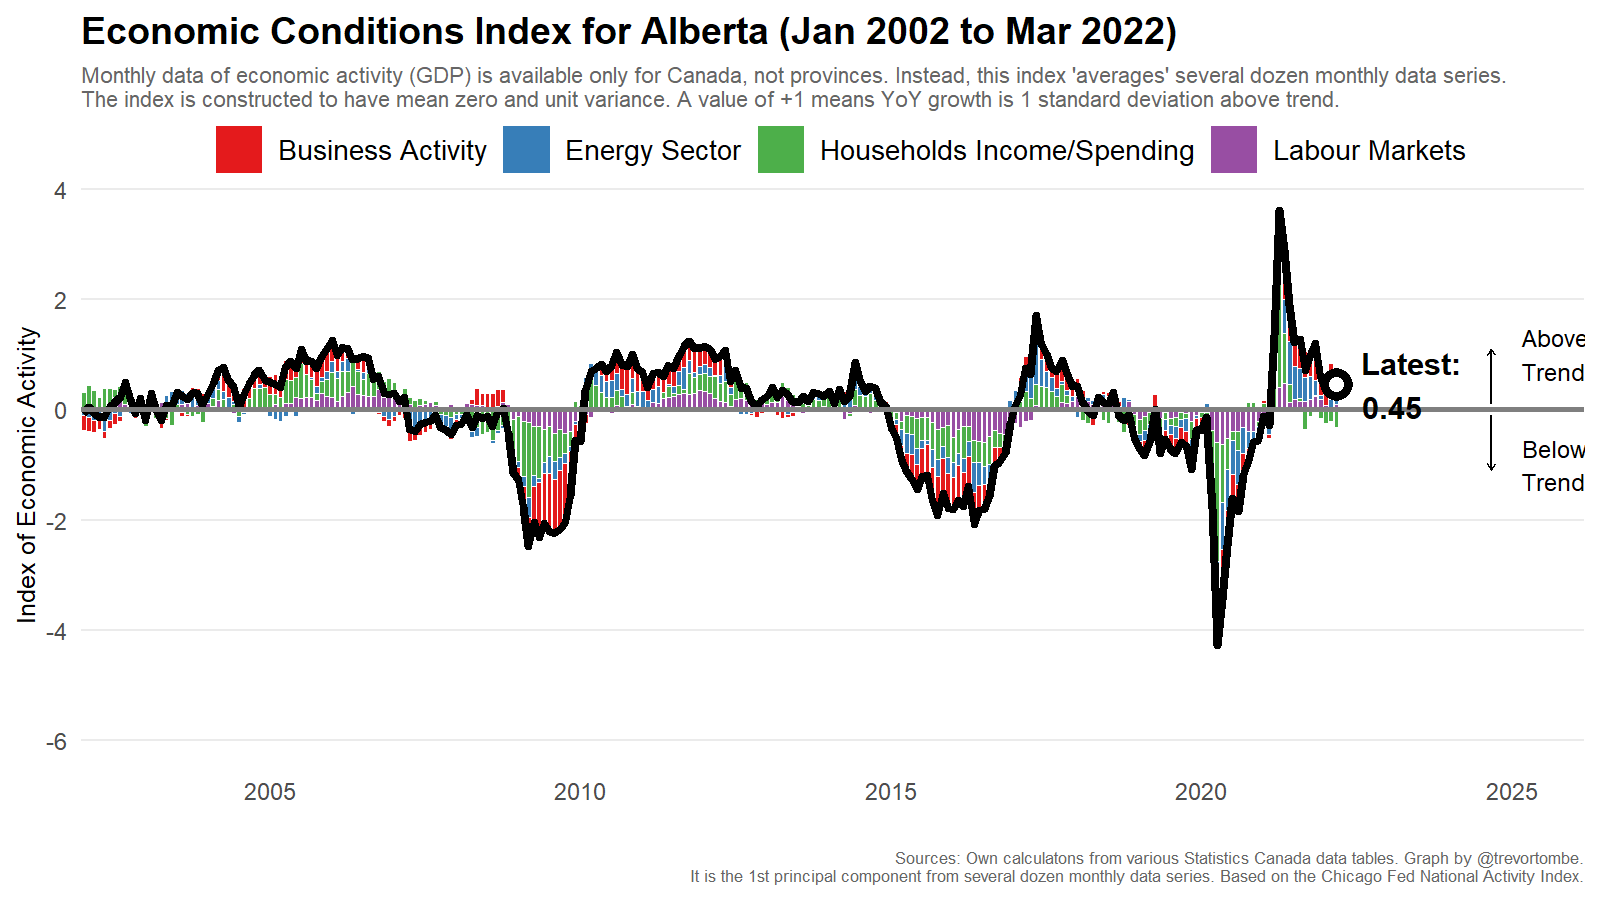 Economic Conditions Index for Alberta (Jan 2002 to Mar 2022)
Monthly data of economic activity (GDP) is available only for Canada, not provinces. Instead, this index 'averages' several dozen monthly data series.
The index is constructed to have mean zero and unit variance. A value of +1 means YoY growth is 1 standard deviation above trend.
Business Activity Energy Sector Households Income/Spending Labour Markets
Index of Economic Activity
4
2
0
-2
-4
-6
Latest:
0.45
Above
Trend
Below
Trend
2005 2010 2015 2020 2025
Sources: Own calculatons from various Statistics Canada data tables. Graph by @trevortombe.
It is the 1st principal component from several dozen monthly data series. Based on the Chicago Fed National Activity Index.